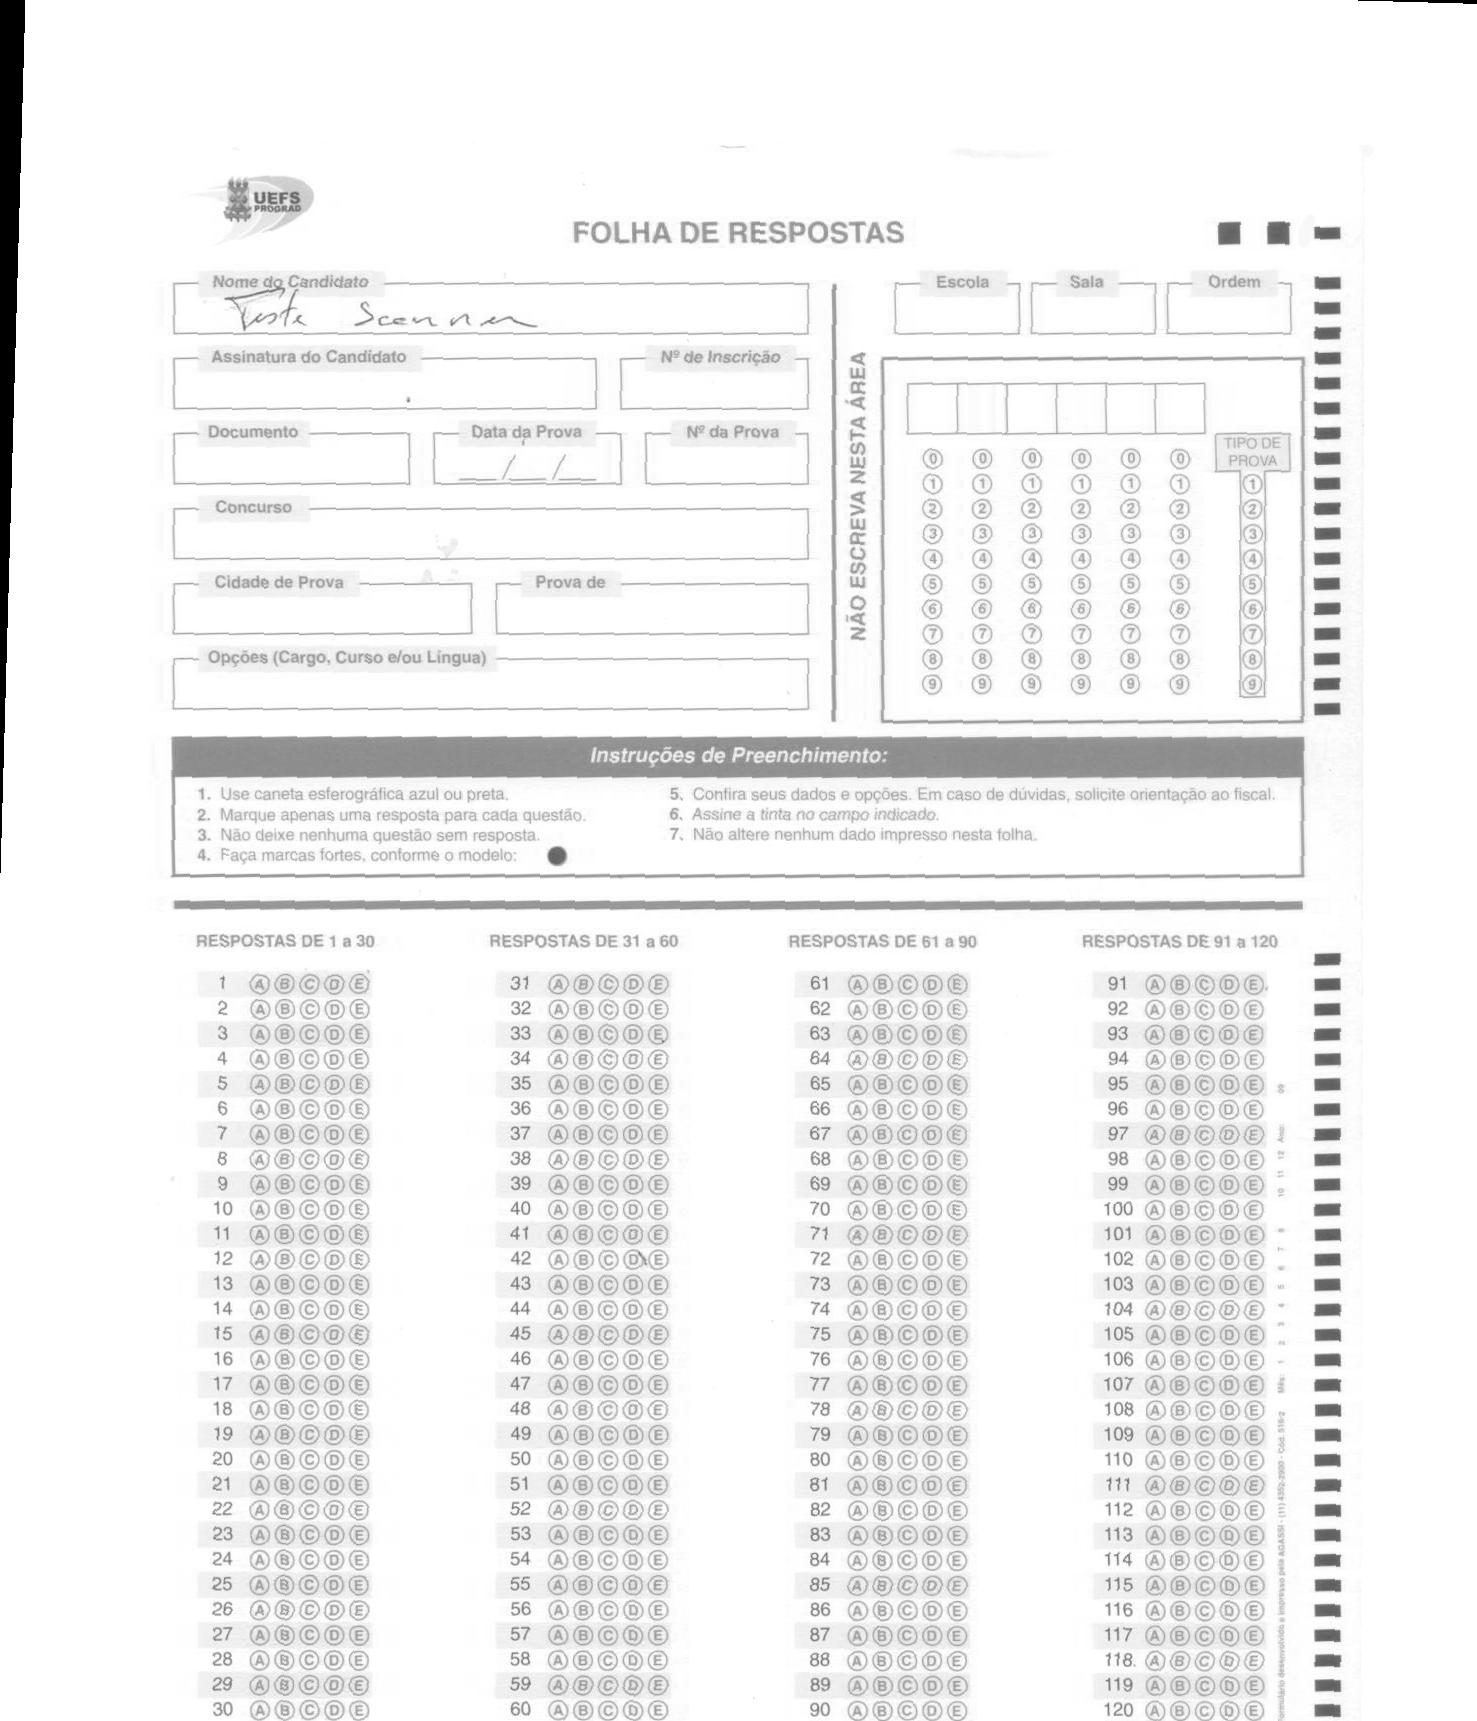 UEFS
PROGRAD
FOLHA DE RESPOSTAS
Nome do Candidato
Teste Scanner
Escola
Sala
Ordem
Assinatura do Candidato
Nº de Inscrição
Documento
Data da Prova
__/__/__
Nº da Prova
Concurso
Cidade de Prova
Prova de
Opções (Cargo, Curso e/ou Língua)
NÃO ESCREVA NESTA ÁREA
TIPO DE
PROVA
0 0 0 0 0 0
1 1 1 1 1 1 1
2 2 2 2 2 2 2
3 3 3 3 3 3 3
4 4 4 4 4 4 4
5 5 5 5 5 5 5
6 6 6 6 6 6 6
7 7 7 7 7 7 7
8 8 8 8 8 8 8
9 9 9 9 9 9 9
Instruções de Preenchimento:
1. Use caneta esferográfica azul ou preta.
2. Marque apenas uma resposta para cada questão.
3. Não deixe nenhuma questão sem resposta.
4. Faça marcas fortes, conforme o modelo:
5. Confira seus dados e opções. Em caso de dúvidas, solicite orientação ao fiscal.
6. Assine a tinta no campo indicado.
7. Não altere nenhum dado impresso nesta folha.
RESPOSTAS DE 1 a 30
1 A B C D E
2 A B C D E
3 A B C D E
4 A B C D E
5 A B C D E
6 A B C D E
7 A B C D E
8 A B C D E
9 A B C D E
10 A B C D E
11 A B C D E
12 A B C D E
13 A B C D E
14 A B C D E
15 A B C D E
16 A B C D E
17 A B C D E
18 A B C D E
19 A B C D E
20 A B C D E
21 A B C D E
22 A B C D E
23 A B C D E
24 A B C D E
25 A B C D E
26 A B C D E
27 A B C D E
28 A B C D E
29 A B C D E
30 A B C D E
RESPOSTAS DE 31 a 60
31 A B C D E
32 A B C D E
33 A B C D E
34 A B C D E
35 A B C D E
36 A B C D E
37 A B C D E
38 A B C D E
39 A B C D E
40 A B C D E
41 A B C D E
42 A B C D E
43 A B C D E
44 A B C D E
45 A B C D E
46 A B C D E
47 A B C D E
48 A B C D E
49 A B C D E
50 A B C D E
51 A B C D E
52 A B C D E
53 A B C D E
54 A B C D E
55 A B C D E
56 A B C D E
57 A B C D E
58 A B C D E
59 A B C D E
60 A B C D E
RESPOSTAS DE 61 a 90
61 A B C D E
62 A B C D E
63 A B C D E
64 A B C D E
65 A B C D E
66 A B C D E
67 A B C D E
68 A B C D E
69 A B C D E
70 A B C D E
71 A B C D E
72 A B C D E
73 A B C D E
74 A B C D E
75 A B C D E
76 A B C D E
77 A B C D E
78 A B C D E
79 A B C D E
80 A B C D E
81 A B C D E
82 A B C D E
83 A B C D E
84 A B C D E
85 A B C D E
86 A B C D E
87 A B C D E
88 A B C D E
89 A B C D E
90 A B C D E
RESPOSTAS DE 91 a 120
91 A B C D E
92 A B C D E
93 A B C D E
94 A B C D E
95 A B C D E
96 A B C D E
97 A B C D E
98 A B C D E
99 A B C D E
100 A B C D E
101 A B C D E
102 A B C D E
103 A B C D E
104 A B C D E
105 A B C D E
106 A B C D E
107 A B C D E
108 A B C D E
109 A B C D E
110 A B C D E
111 A B C D E
112 A B C D E
113 A B C D E
114 A B C D E
115 A B C D E
116 A B C D E
117 A B C D E
118. A B C D E
119 A B C D E
120 A B C D E
desenvolvido e impresso pela ADASSI - (11) 4352-2900 - Cód. 516-2 Mês: 1 2 3 4 5 6 7 8 10 11 12 Ano: 09